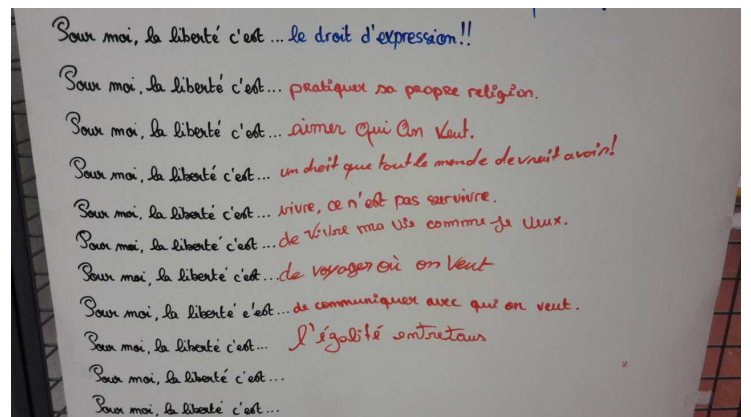 Pour moi, la liberté c'est... le droit d'expression!!
Pour moi, la liberté c'est... pratiquer sa propre religion.
Pour moi, la liberté c'est... aimer qui On Veut.
Pour moi, la liberté c'est... un droit que tout le monde devrait avoir!
Pour moi, la liberté c'est... vivre, ce n'est pas survivre.
Pour moi, la liberté c'est... de Vivre ma Vie comme je veux.
Pour moi, la liberté c'est... de voyager où on Veut
Pour moi, la liberté c'est... de communiquer avec qui on veut.
Pour moi, la liberté c'est... l'égalité entre tous
Pour moi, la liberté c'est...
Pour moi, la liberté c'est...